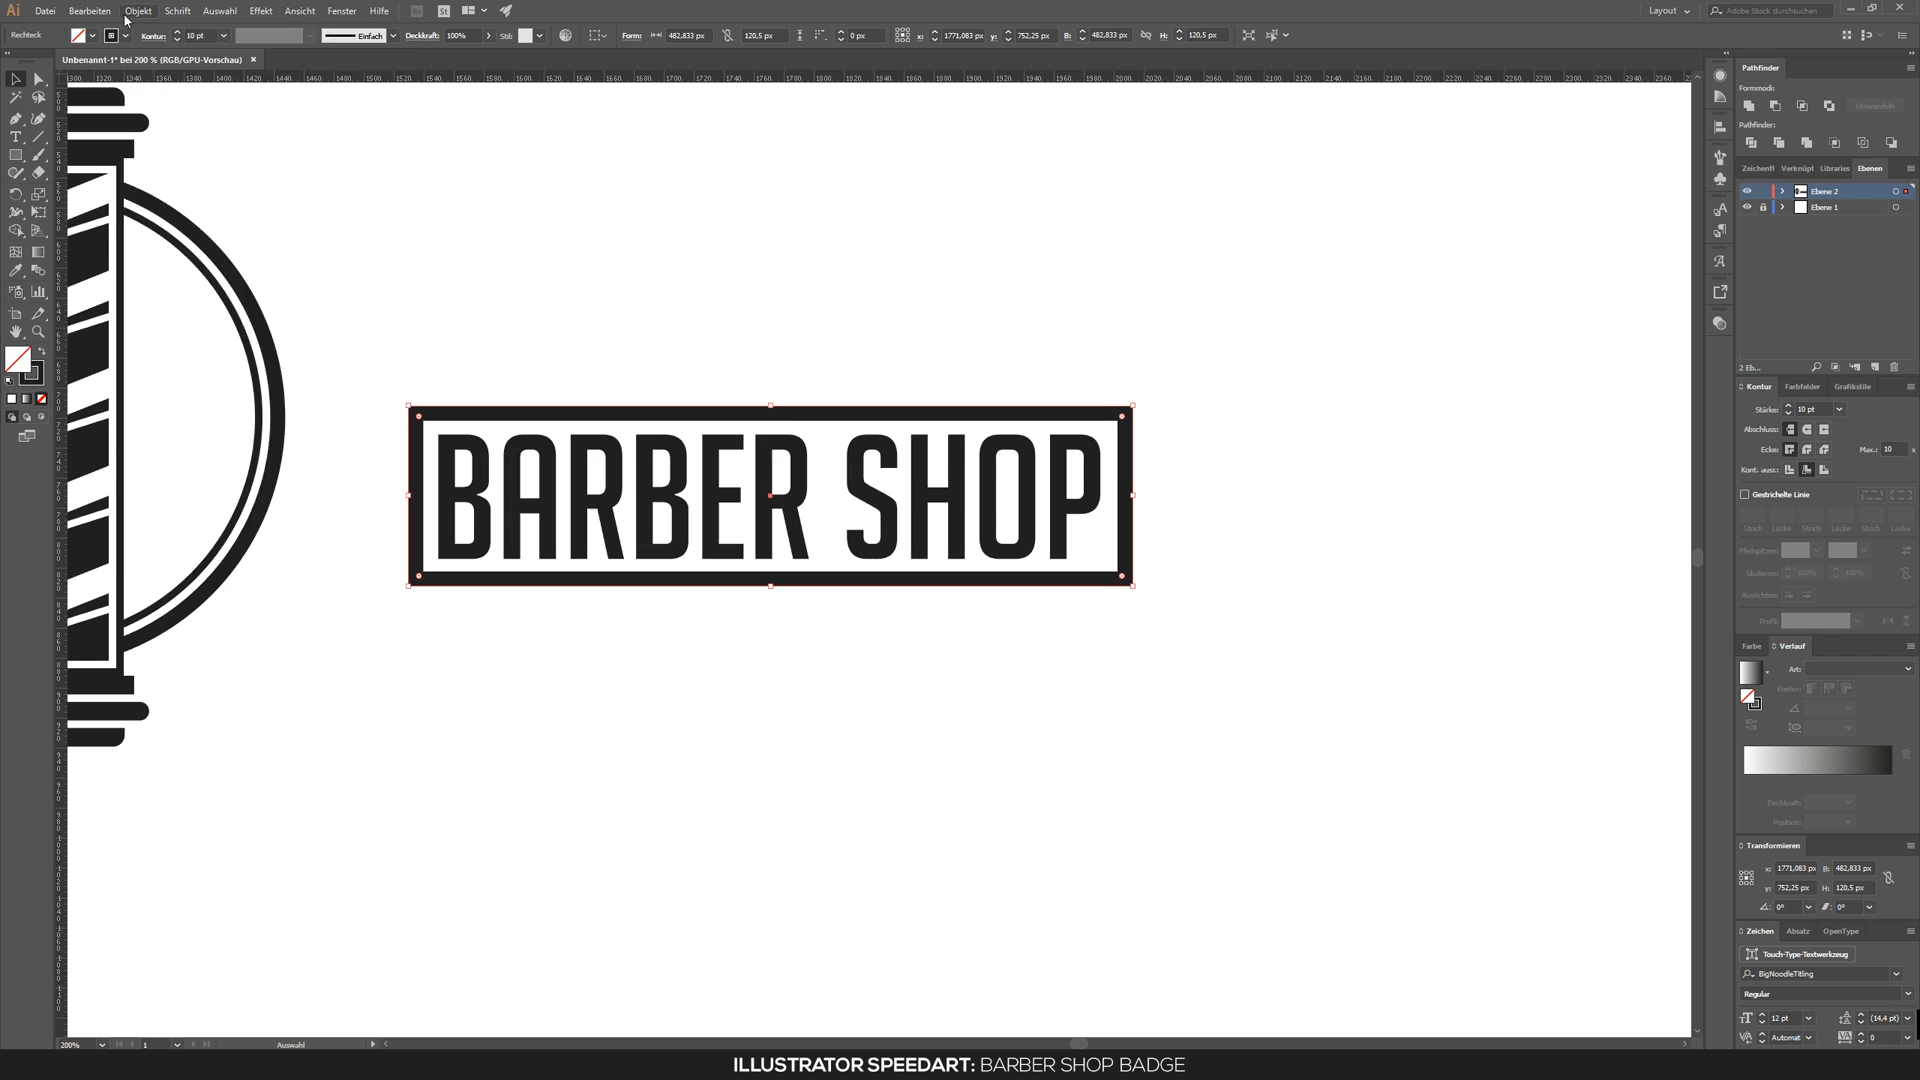 Ai Datei Bearbeiten Objekt Schrift Auswahl Effekt Ansicht Fenster Hilfe Br St Layout Adobe Stock durchsuchen
Rechteck Kontur: 10 pt Einfach Deckkraft: 100% Stil: Form: 482,833 px 120,5 px 0 px x: 1771,083 px y: 752,25 px B: 482,833 px H: 120,5 px
Unbenannt-1* bei 200 % (RGB/GPU-Vorschau)
Pathfinder
Formmodi:
Umwandeln
Pathfinder:
Zeichenfl Verknüpf Libraries Ebenen
Ebene 2
Ebene 1
2 Eb...
BARBER SHOP
Kontur Farbfelder Grafikstile
Stärke: 10 pt
Abschluss:
Ecke: Max.: 10 x
Kont. ausr.:
Gestrichelte Linie
Strich Lücke Strich Lücke Strich Lücke
Pfeilspitzen:
Skalieren: 100% 100%
Ausrichten:
Profil:
Farbe Verlauf
Art:
Kontur:
Deckkraft:
Position:
Transformieren
x: 1771,083 px B: 482,833 px
y: 752,25 px H: 120,5 px
0° 0°
Zeichen Absatz OpenType
Touch-Type-Textwerkzeug
BigNoodleTitling
Regular
12 pt (14,4 pt)
Automat 0
200% 1 Auswahl
ILLUSTRATOR SPEEDART: BARBER SHOP BADGE